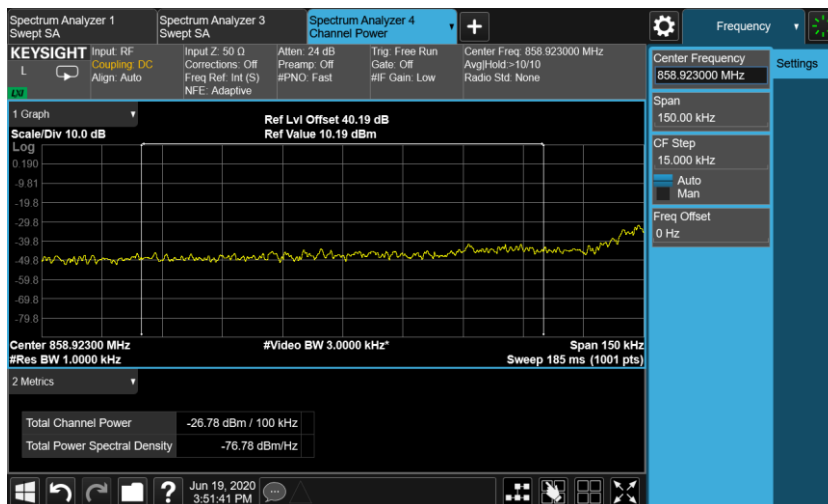 Spectrum Analyzer 1
Swept SA
Spectrum Analyzer 3
Swept SA
Spectrum Analyzer 4
Channel Power
Frequency
KEYSIGHT
L
LXI
Input: RF
Coupling: DC
Align: Auto
Input Z: 50 Ω
Corrections: Off
Freq Ref: Int (S)
NFE: Adaptive
Atten: 24 dB
Preamp: Off
#PNO: Fast
Trig: Free Run
Gate: Off
#IF Gain: Low
Center Freq: 858.923000 MHz
Avg|Hold:>10/10
Radio Std: None
Center Frequency
858.923000 MHz
Settings
Span
150.00 kHz
CF Step
15.000 kHz
Auto
Man
Freq Offset
0 Hz
1 Graph
Scale/Div 10.0 dB
Ref Lvl Offset 40.19 dB
Ref Value 10.19 dBm
Log
0.190
-9.81
-19.8
-29.8
-39.8
-49.8
-59.8
-69.8
-79.8
Center 858.92300 MHz
#Video BW 3.0000 kHz*
Span 150 kHz
#Res BW 1.0000 kHz
Sweep 185 ms (1001 pts)
2 Metrics
Total Channel Power
-26.78 dBm / 100 kHz
Total Power Spectral Density
-76.78 dBm/Hz
?
Jun 19, 2020
3:51:41 PM